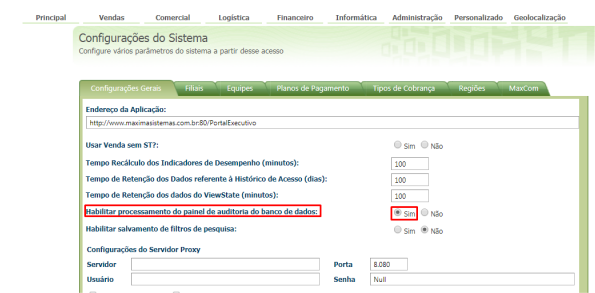 Principal Vendas Comercial Logística Financeiro Informática Administração Personalizado Geolocalização
Configurações do Sistema
Configure vários parâmetros do sistema a partir desse acesso
Configurações Gerais Filiais Equipes Planos de Pagamento Tipos de Cobrança Regiões MaxCom
Endereço da Aplicação:
http://www.maximasistemas.com.br:80/PortalExecutivo
Usar Venda sem ST?: Sim Não
Tempo Recálculo dos Indicadores de Desempenho (minutos): 100
Tempo de Retenção dos Dados referente à Histórico de Acesso (dias): 100
Tempo de Retenção dos dados do ViewState (minutos): 100
Habilitar processamento do painel de auditoria do banco de dados: Sim Não
Habilitar salvamento de filtros de pesquisa: Sim Não
Configurações do Servidor Proxy
Servidor Porta 8.080
Usuário Senha Null